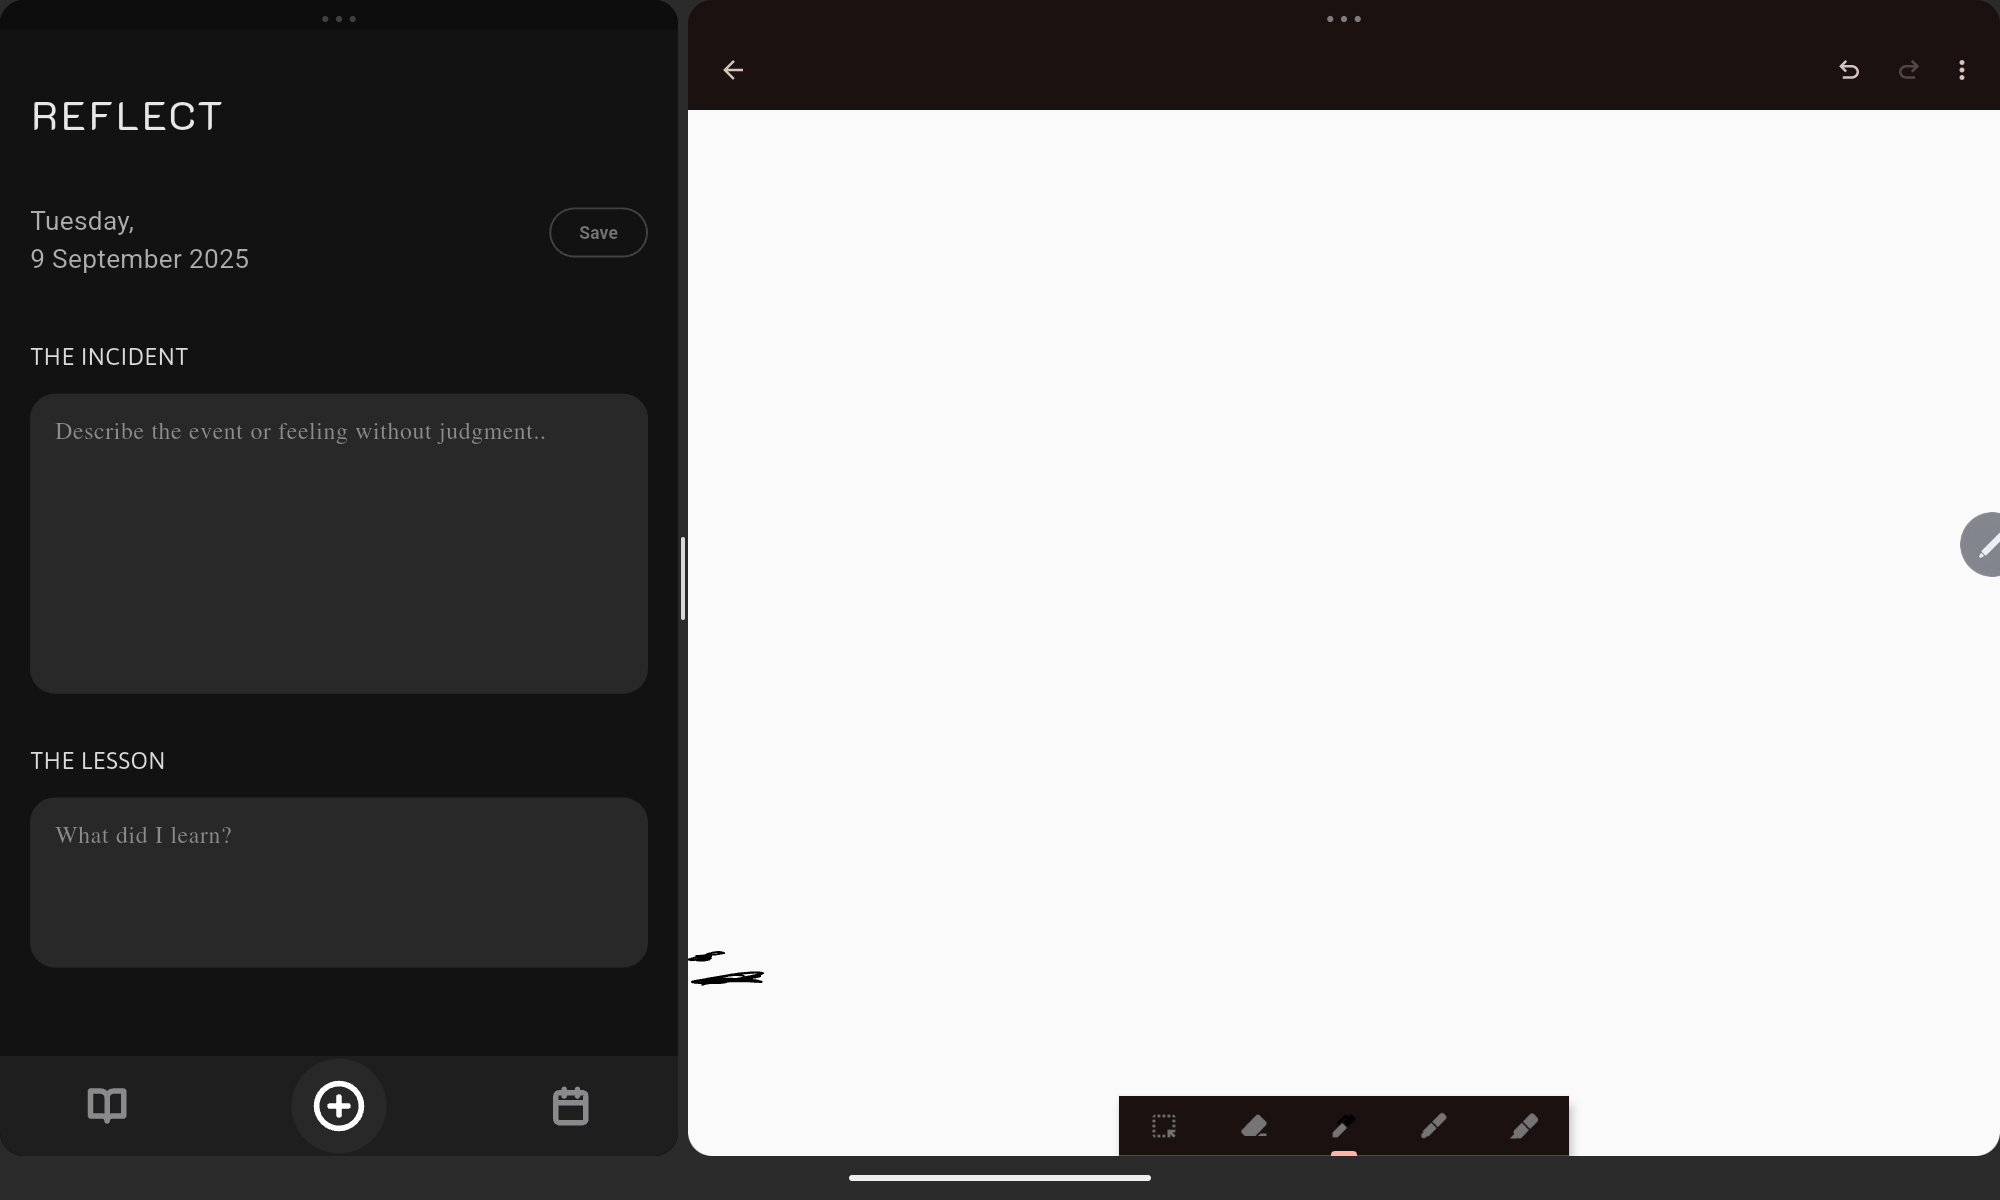 REFLECT
Tuesday,
9 September 2025
Save
THE INCIDENT
Describe the event or feeling without judgment..
THE LESSON
What did I learn?